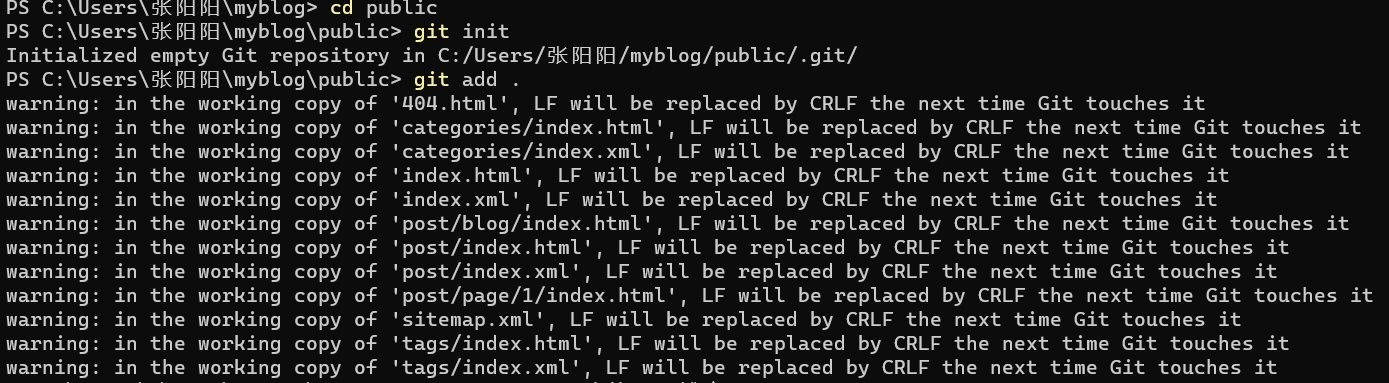 PS C:\Users\张阳阳\myblog> cd public
PS C:\Users\张阳阳\myblog\public> git init
Initialized empty Git repository in C:/Users/张阳阳/myblog/public/.git/
PS C:\Users\张阳阳\myblog\public> git add .
warning: in the working copy of '404.html', LF will be replaced by CRLF the next time Git touches it
warning: in the working copy of 'categories/index.html', LF will be replaced by CRLF the next time Git touches it
warning: in the working copy of 'categories/index.xml', LF will be replaced by CRLF the next time Git touches it
warning: in the working copy of 'index.html', LF will be replaced by CRLF the next time Git touches it
warning: in the working copy of 'index.xml', LF will be replaced by CRLF the next time Git touches it
warning: in the working copy of 'post/blog/index.html', LF will be replaced by CRLF the next time Git touches it
warning: in the working copy of 'post/index.html', LF will be replaced by CRLF the next time Git touches it
warning: in the working copy of 'post/index.xml', LF will be replaced by CRLF the next time Git touches it
warning: in the working copy of 'post/page/1/index.html', LF will be replaced by CRLF the next time Git touches it
warning: in the working copy of 'sitemap.xml', LF will be replaced by CRLF the next time Git touches it
warning: in the working copy of 'tags/index.html', LF will be replaced by CRLF the next time Git touches it
warning: in the working copy of 'tags/index.xml', LF will be replaced by CRLF the next time Git touches it